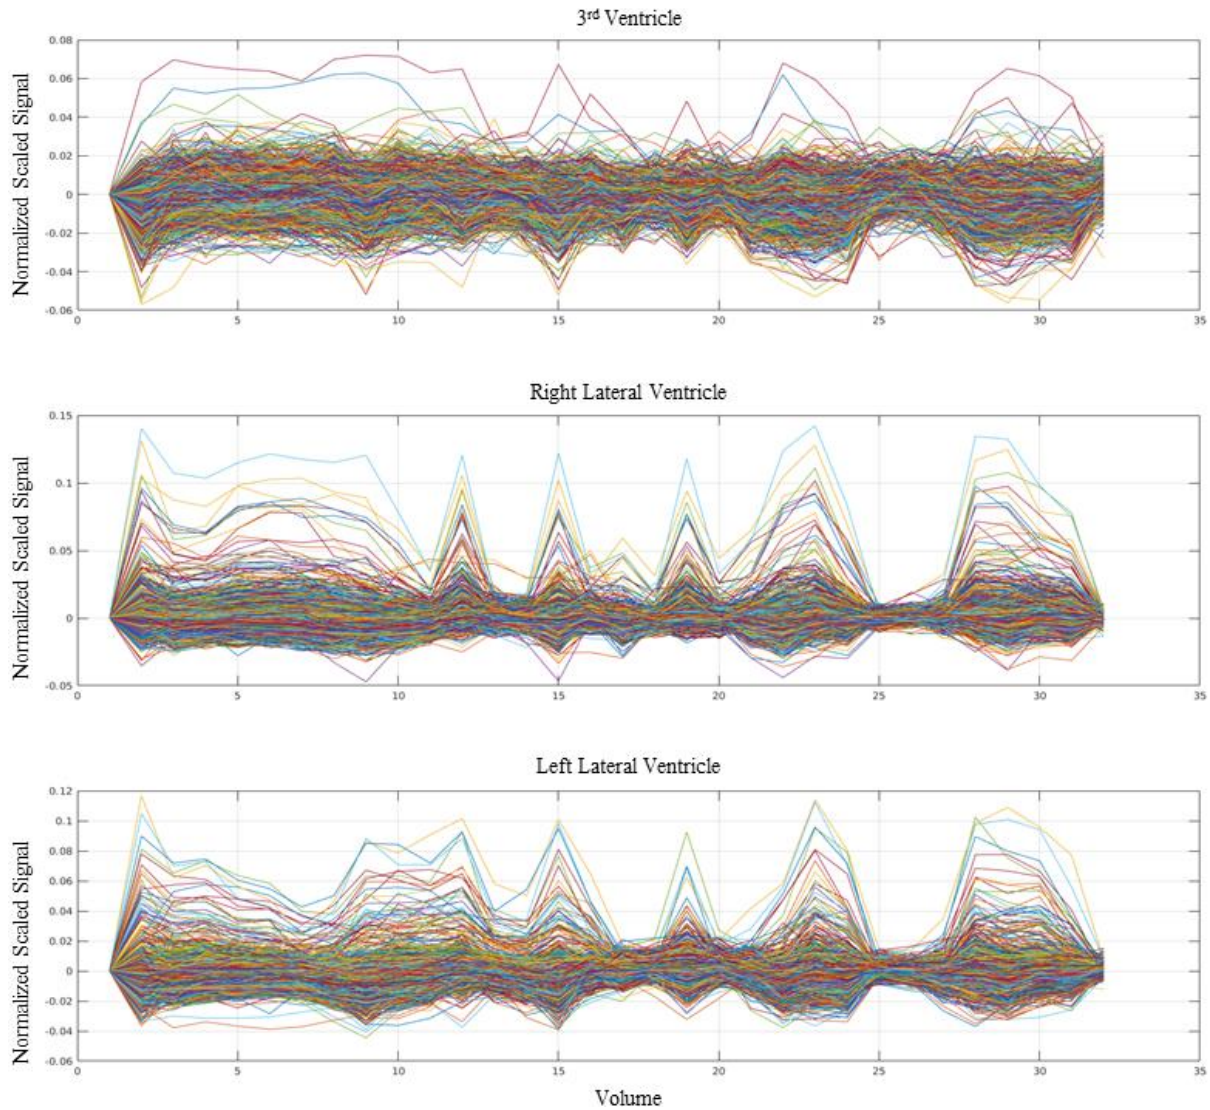 3rd Ventricle
Normalized Scaled Signal
0.08
0.06
0.04
0.02
0
-0.02
-0.04
-0.06
0 5 10 15 20 25 30 35
Right Lateral Ventricle
Normalized Scaled Signal
0.15
0.1
0.05
0
-0.05
0 5 10 15 20 25 30 35
Left Lateral Ventricle
Normalized Scaled Signal
0.12
0.1
0.08
0.06
0.04
0.02
0
-0.02
-0.04
-0.06
0 5 10 15 20 25 30 35
Volume